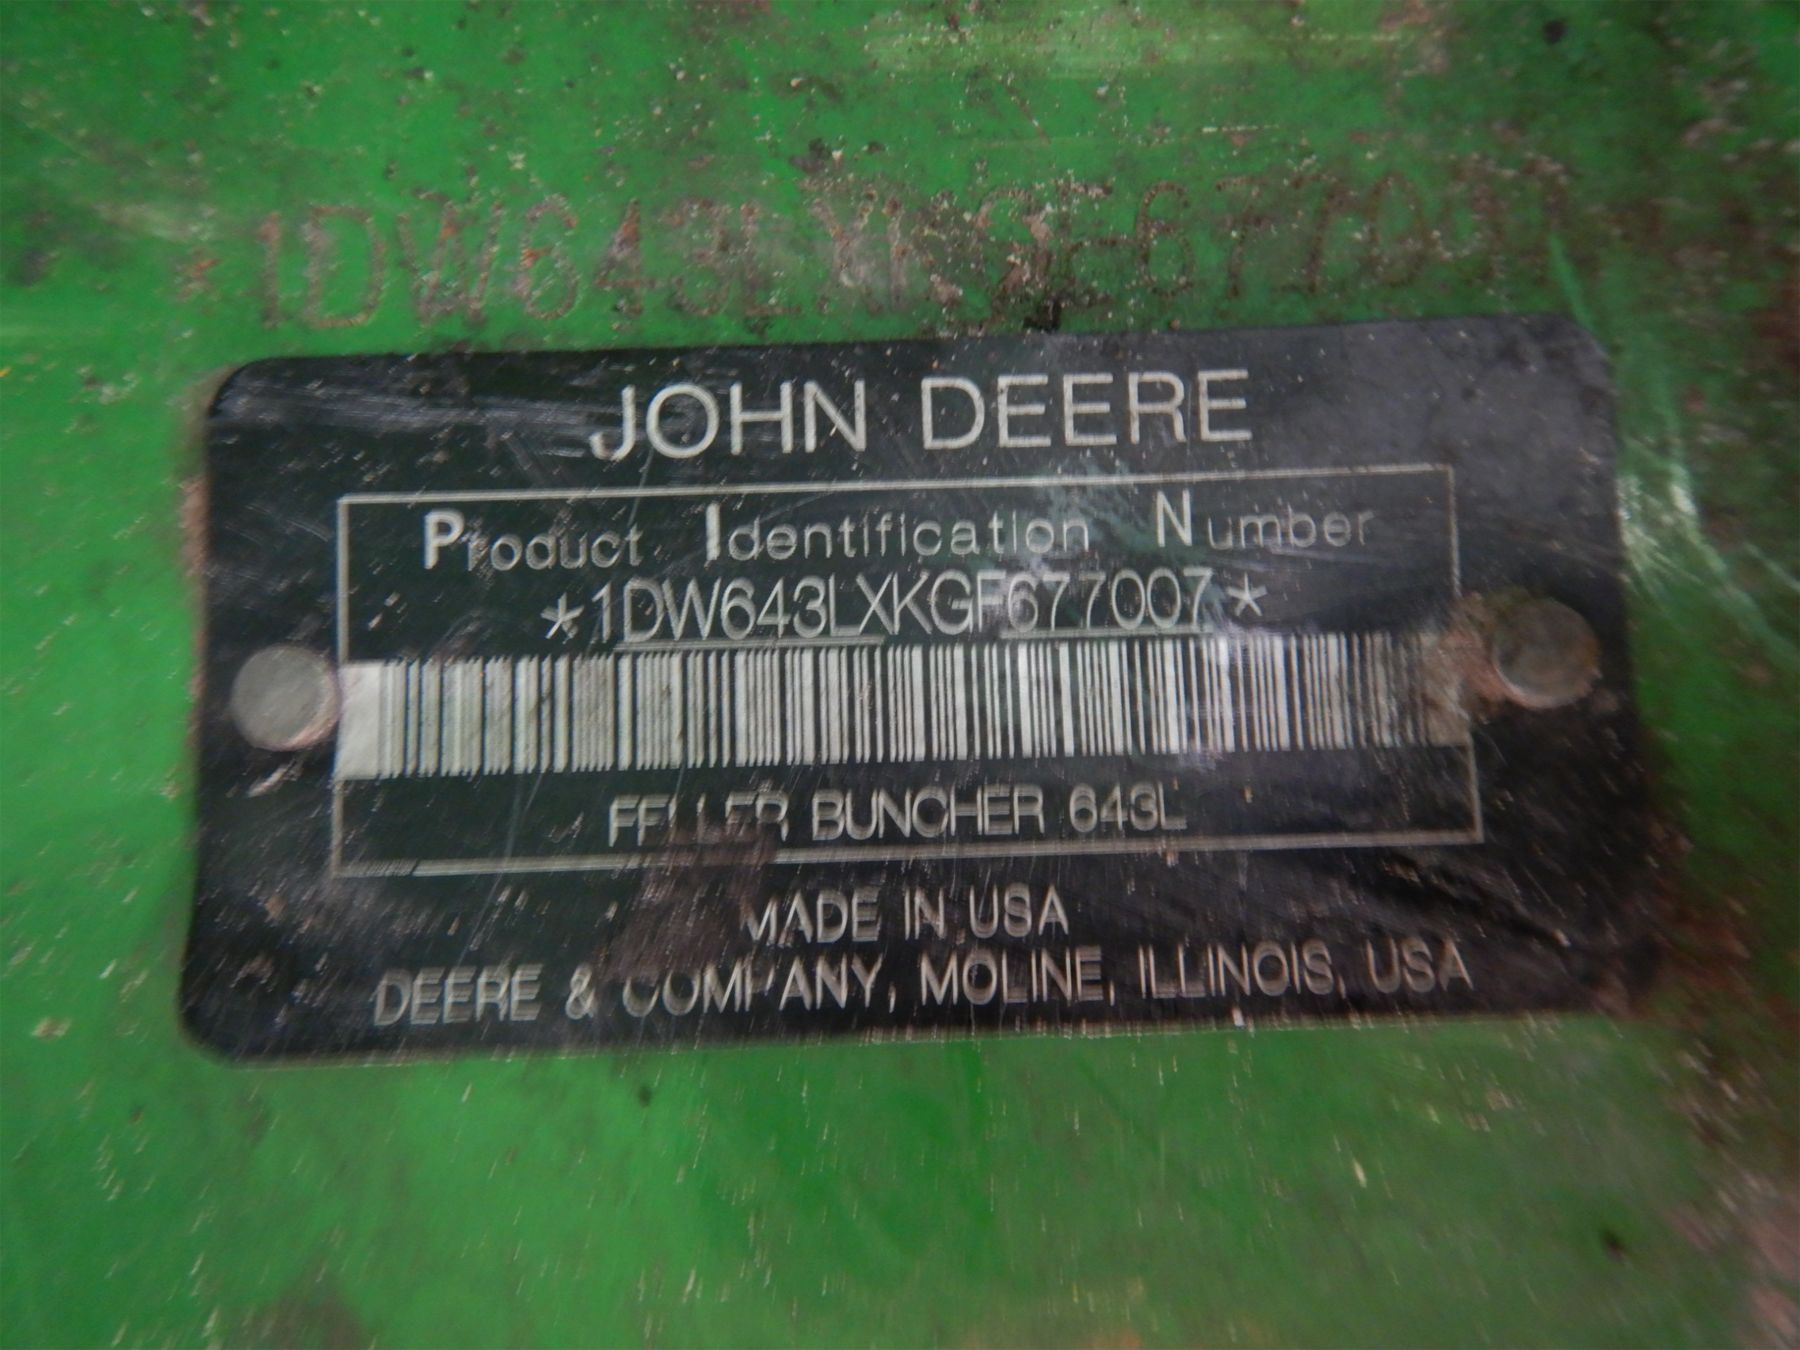 JOHN DEERE
Product Identification Number
*1DW643LXKGF677007*
FELLER BUNCHER 643L
MADE IN USA
DEERE & COMPANY, MOLINE, ILLINOIS, USA